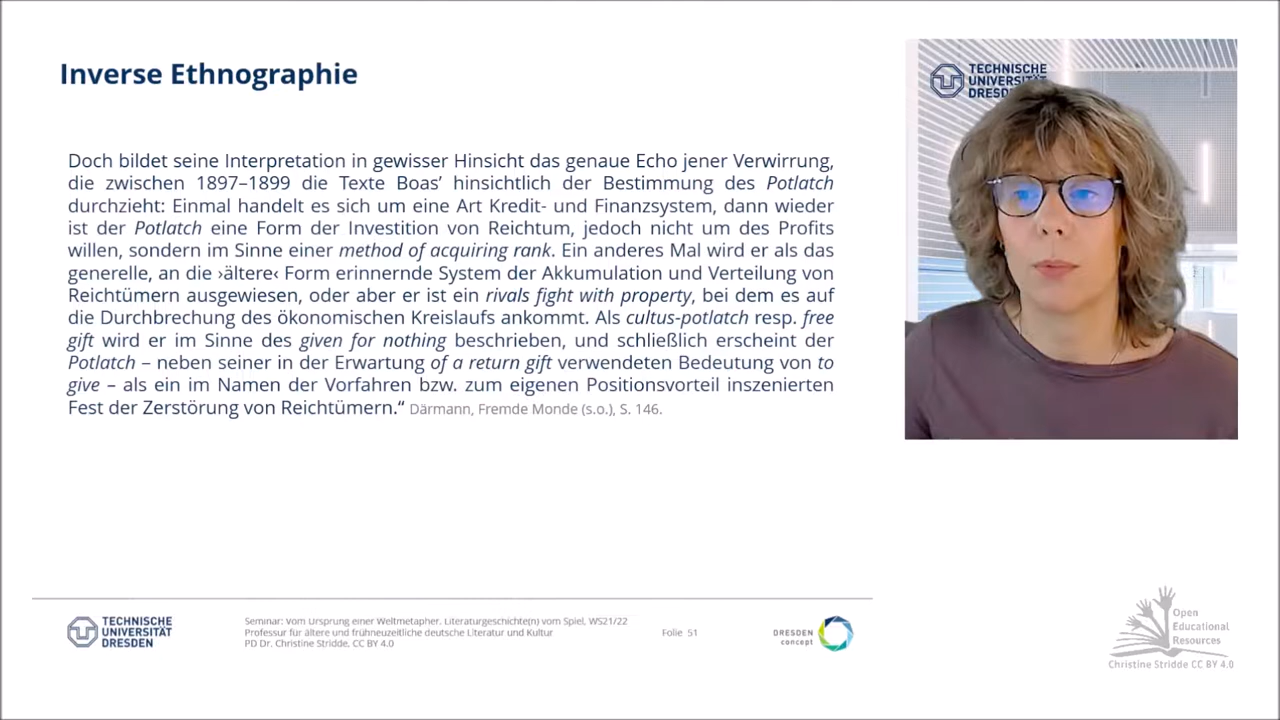 Inverse Ethnographie
Doch bildet seine Interpretation in gewisser Hinsicht das genaue Echo jener Verwirrung,
die zwischen 1897–1899 die Texte Boas’ hinsichtlich der Bestimmung des Potlatch
durchzieht: Einmal handelt es sich um eine Art Kredit- und Finanzsystem, dann wieder
ist der Potlatch eine Form der Investition von Reichtum, jedoch nicht um des Profits
willen, sondern im Sinne einer method of acquiring rank. Ein anderes Mal wird er als das
generelle, an die ›ältere‹ Form erinnernde System der Akkumulation und Verteilung von
Reichtümern ausgewiesen, oder aber er ist ein rivals fight with property, bei dem es auf
die Durchbrechung des ökonomischen Kreislaufs ankommt. Als cultus-potlatch resp. free
gift wird er im Sinne des given for nothing beschrieben, und schließlich erscheint der
Potlatch – neben seiner in der Erwartung of a return gift verwendeten Bedeutung von to
give – als ein im Namen der Vorfahren bzw. zum eigenen Positionsvorteil inszenierten
Fest der Zerstörung von Reichtümern.“ Därmann, Fremde Monde (s.o.), S. 146.
TECHNISCHE
UNIVERSITÄT
DRESD
TECHNISCHE
UNIVERSITÄT
DRESDEN
Seminar: Vom Ursprung einer Weltmetapher. Literaturgeschichte(n) vom Spiel, WS21/22
Professur für ältere und frühneuzeitliche deutsche Literatur und Kultur
PD Dr. Christine Stridde, CC BY 4.0
Folie 51
DRESDEN
concept
Open
Educational
Resources
Christine Stridde CC BY 4.0